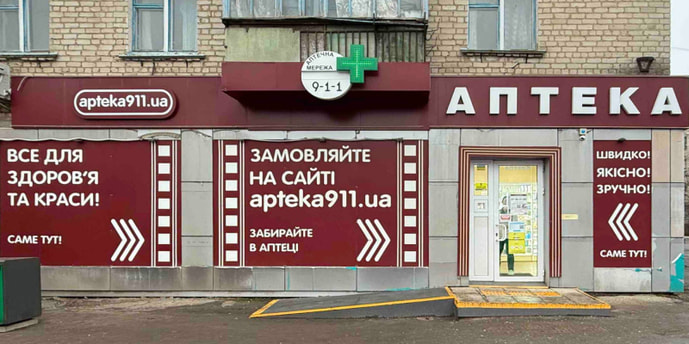 АПТЕЧНА
МЕРЕЖА
9-1-1
apteka911.ua
АПТЕКА
ВСЕ ДЛЯ
ЗДОРОВ'Я
ТА КРАСИ!
САМЕ ТУТ!
ЗАМОВЛЯЙТЕ
НА САЙТІ
apteka911.ua
ЗАБИРАЙТЕ
В АПТЕЦІ
ШВИДКО!
ЯКІСНО!
ЗРУЧНО!
САМЕ ТУТ!